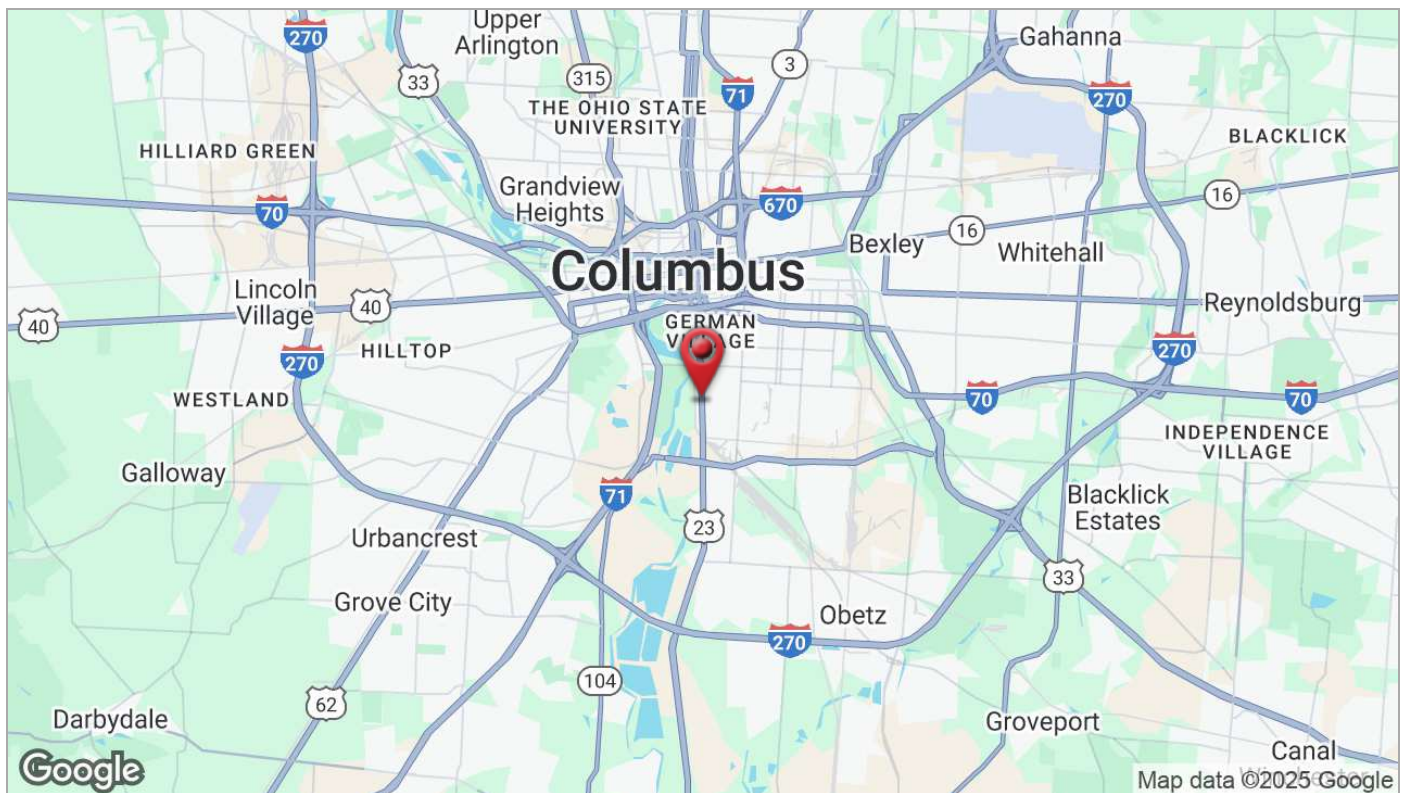 Upper
Arlington
270
33
315
3
Gahanna
71
270
THE OHIO STATE
UNIVERSITY
BLACKLICK
HILLIARD GREEN
Grandview
Heights
16
70
670
16
Bexley
Whitehall
Columbus
Lincoln
Village
40
40
Reynoldsburg
GERMAN
VILLAGE
HILLTOP
270
270
WESTLAND
70
70
INDEPENDENCE
VILLAGE
Galloway
71
Blacklick
Estates
23
Urbancrest
33
Grove City
Obetz
270
104
62
Darbydale
Groveport
Canal
Winchester
Google
Map data ©2025 Google